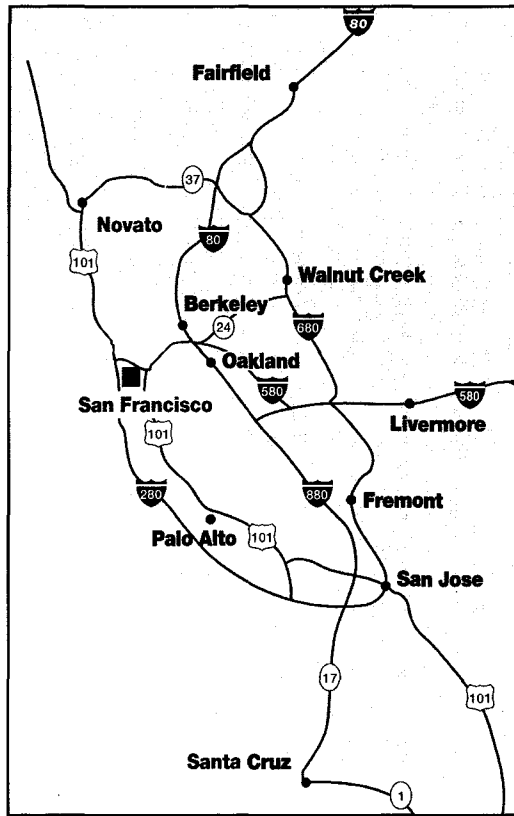 80
Fairfield
37
Novato
101
80
Walnut Creek
Berkeley
24
680
Oakland
580
580
San Francisco
Livermore
101
280
880
Fremont
Palo Alto
101
San Jose
17
101
Santa Cruz
1